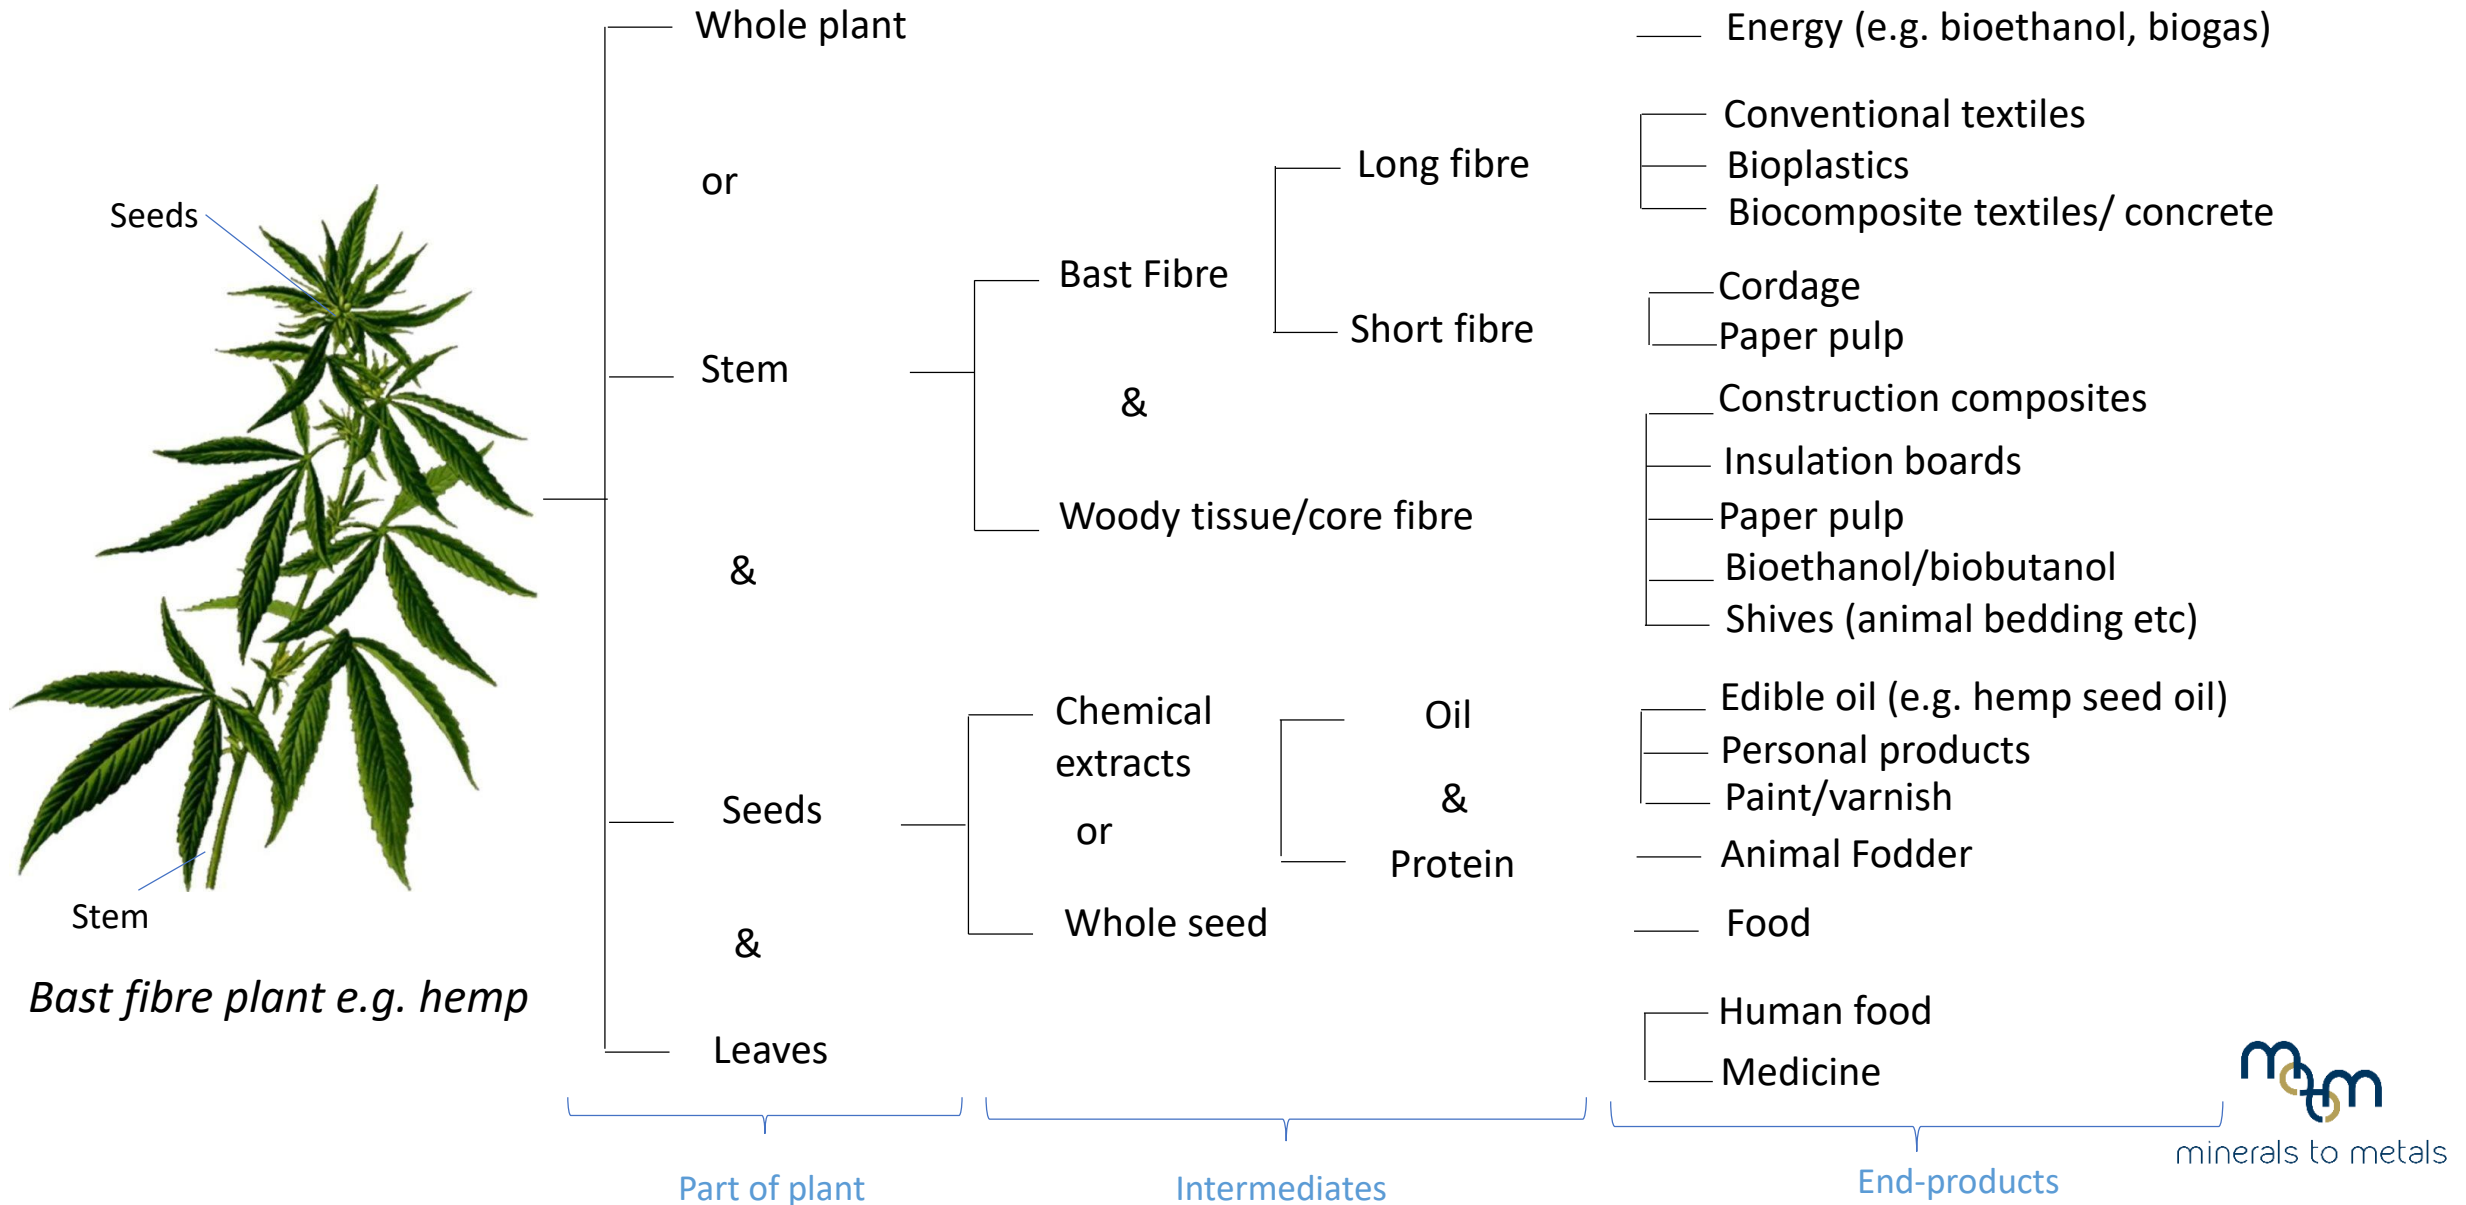 Whole plant
Energy (e.g. bioethanol, biogas)
or
Seeds
Stem
Bast Fibre
Long fibre
Conventional textiles
Bioplastics
Biocomposite textiles/ concrete
Short fibre
Cordage
Paper pulp
&
Woody tissue/core fibre
Construction composites
Insulation boards
Paper pulp
Bioethanol/biobutanol
Shives (animal bedding etc)
&
Seeds
Chemical
extracts
Oil
Edible oil (e.g. hemp seed oil)
Personal products
Paint/varnish
or
&
Protein
Animal Fodder
Whole seed
Food
&
Leaves
Human food
Medicine
Stem
Bast fibre plant e.g. hemp
Part of plant
Intermediates
End-products
mtm
minerals to metals